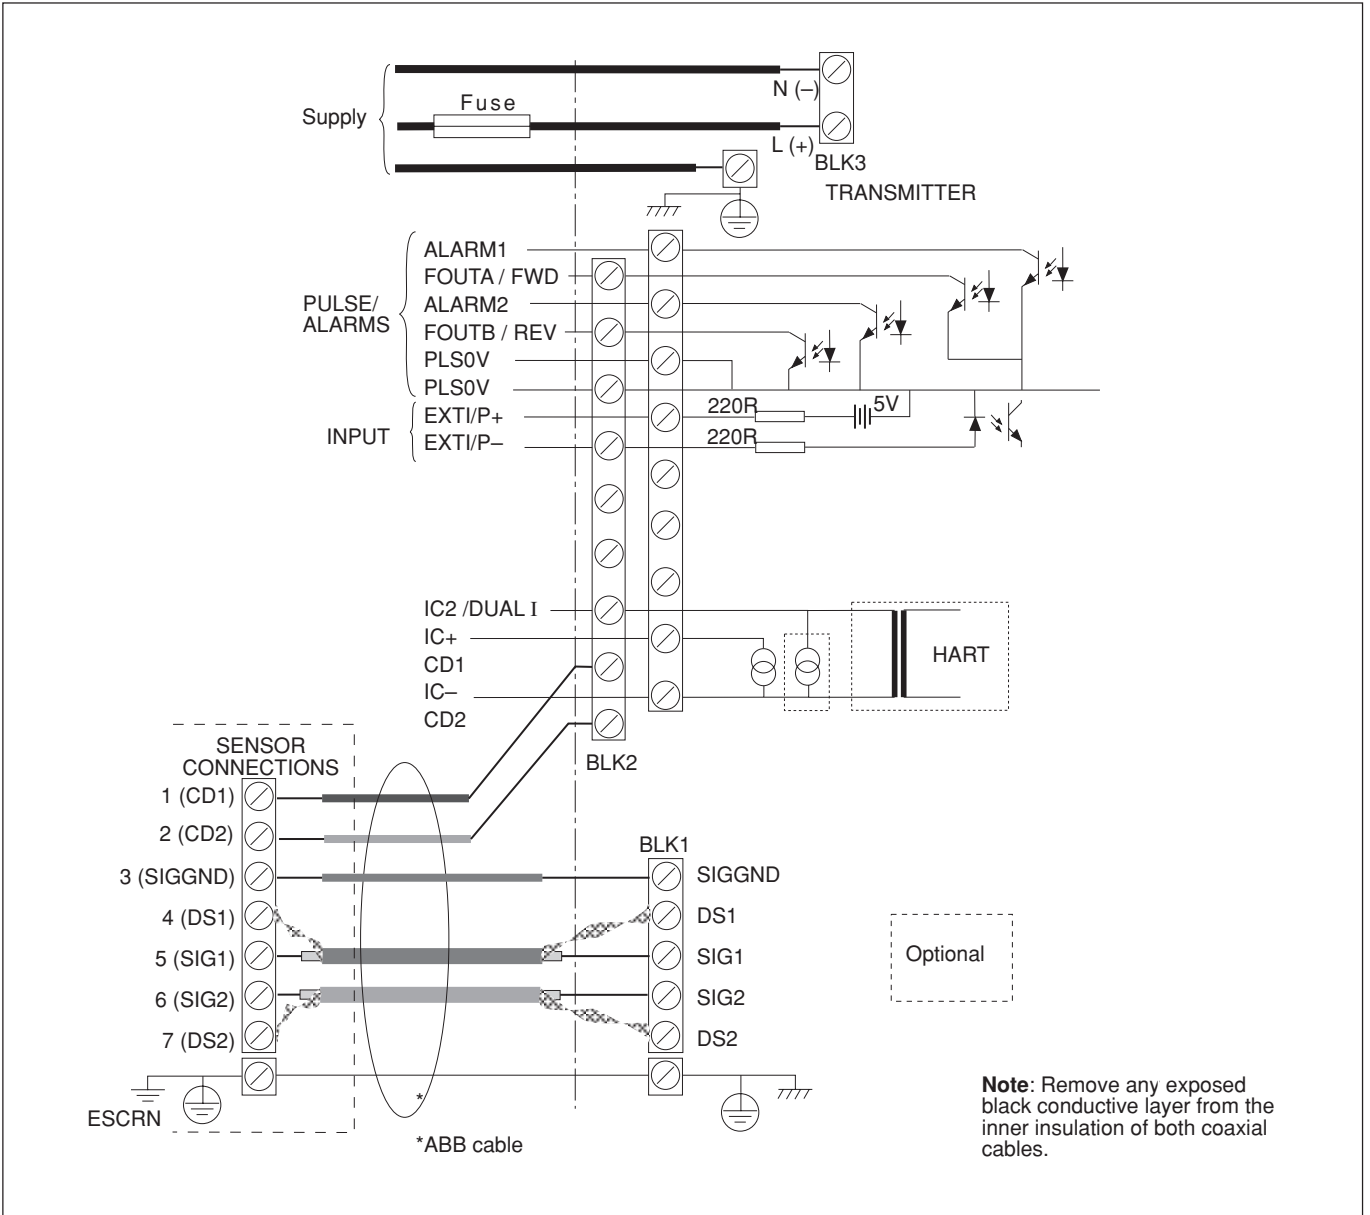 N (–)
Supply
Fuse
L (+)
BLK3
TRANSMITTER
PULSE/
ALARMS
ALARM1
FOUTA / FWD
ALARM2
FOUTB / REV
PLS0V
PLS0V
INPUT
EXTI/P+
EXTI/P–
220R
5V
220R
IC2 /DUAL I
IC+
CD1
IC–
CD2
HART
BLK2
SENSOR
CONNECTIONS
1 (CD1)
2 (CD2)
3 (SIGGND)
4 (DS1)
5 (SIG1)
6 (SIG2)
7 (DS2)
ESCRN
BLK1
SIGGND
DS1
SIG1
SIG2
DS2
*
*ABB cable
Optional
Note: Remove any exposed
black conductive layer from the
inner insulation of both coaxial
cables.